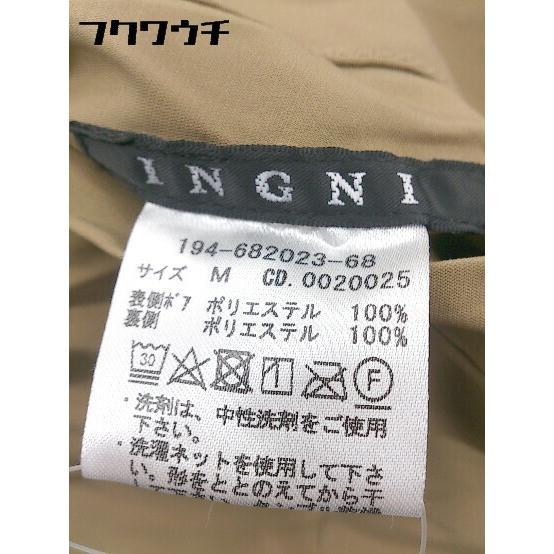 フクワウチ
INGNI
194-682023-68
サイズ M CD. 0020025
表側ボア ポリエステル 100%
裏側 ポリエステル 100%
30 F
・洗剤は、中性洗剤をご使用
下さい。
・洗濯ネットを使用して下さ
い。形をととのえてから干